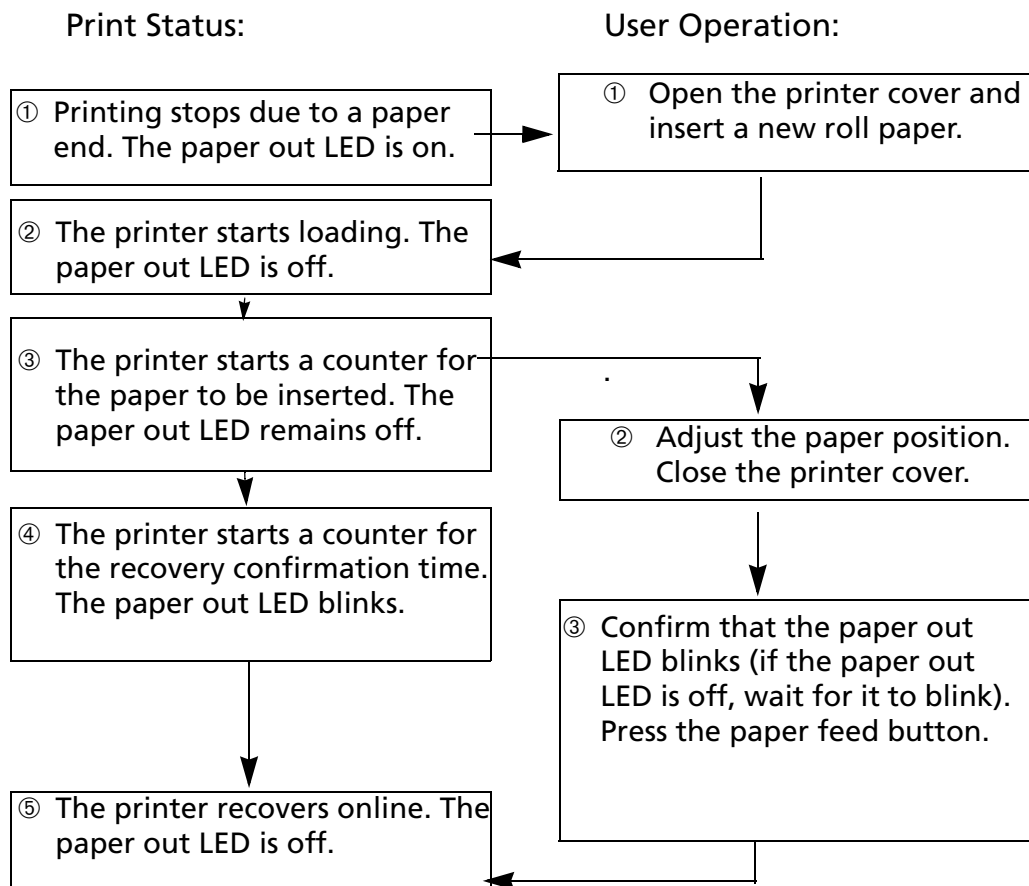 Print Status:
User Operation:
① Printing stops due to a paper
end. The paper out LED is on.
① Open the printer cover and
insert a new roll paper.
② The printer starts loading. The
paper out LED is off.
③ The printer starts a counter for
the paper to be inserted. The
paper out LED remains off.
.
② Adjust the paper position.
Close the printer cover.
④ The printer starts a counter for
the recovery confirmation time.
The paper out LED blinks.
③ Confirm that the paper out
LED blinks (if the paper out
LED is off, wait for it to blink).
Press the paper feed button.
⑤ The printer recovers online. The
paper out LED is off.